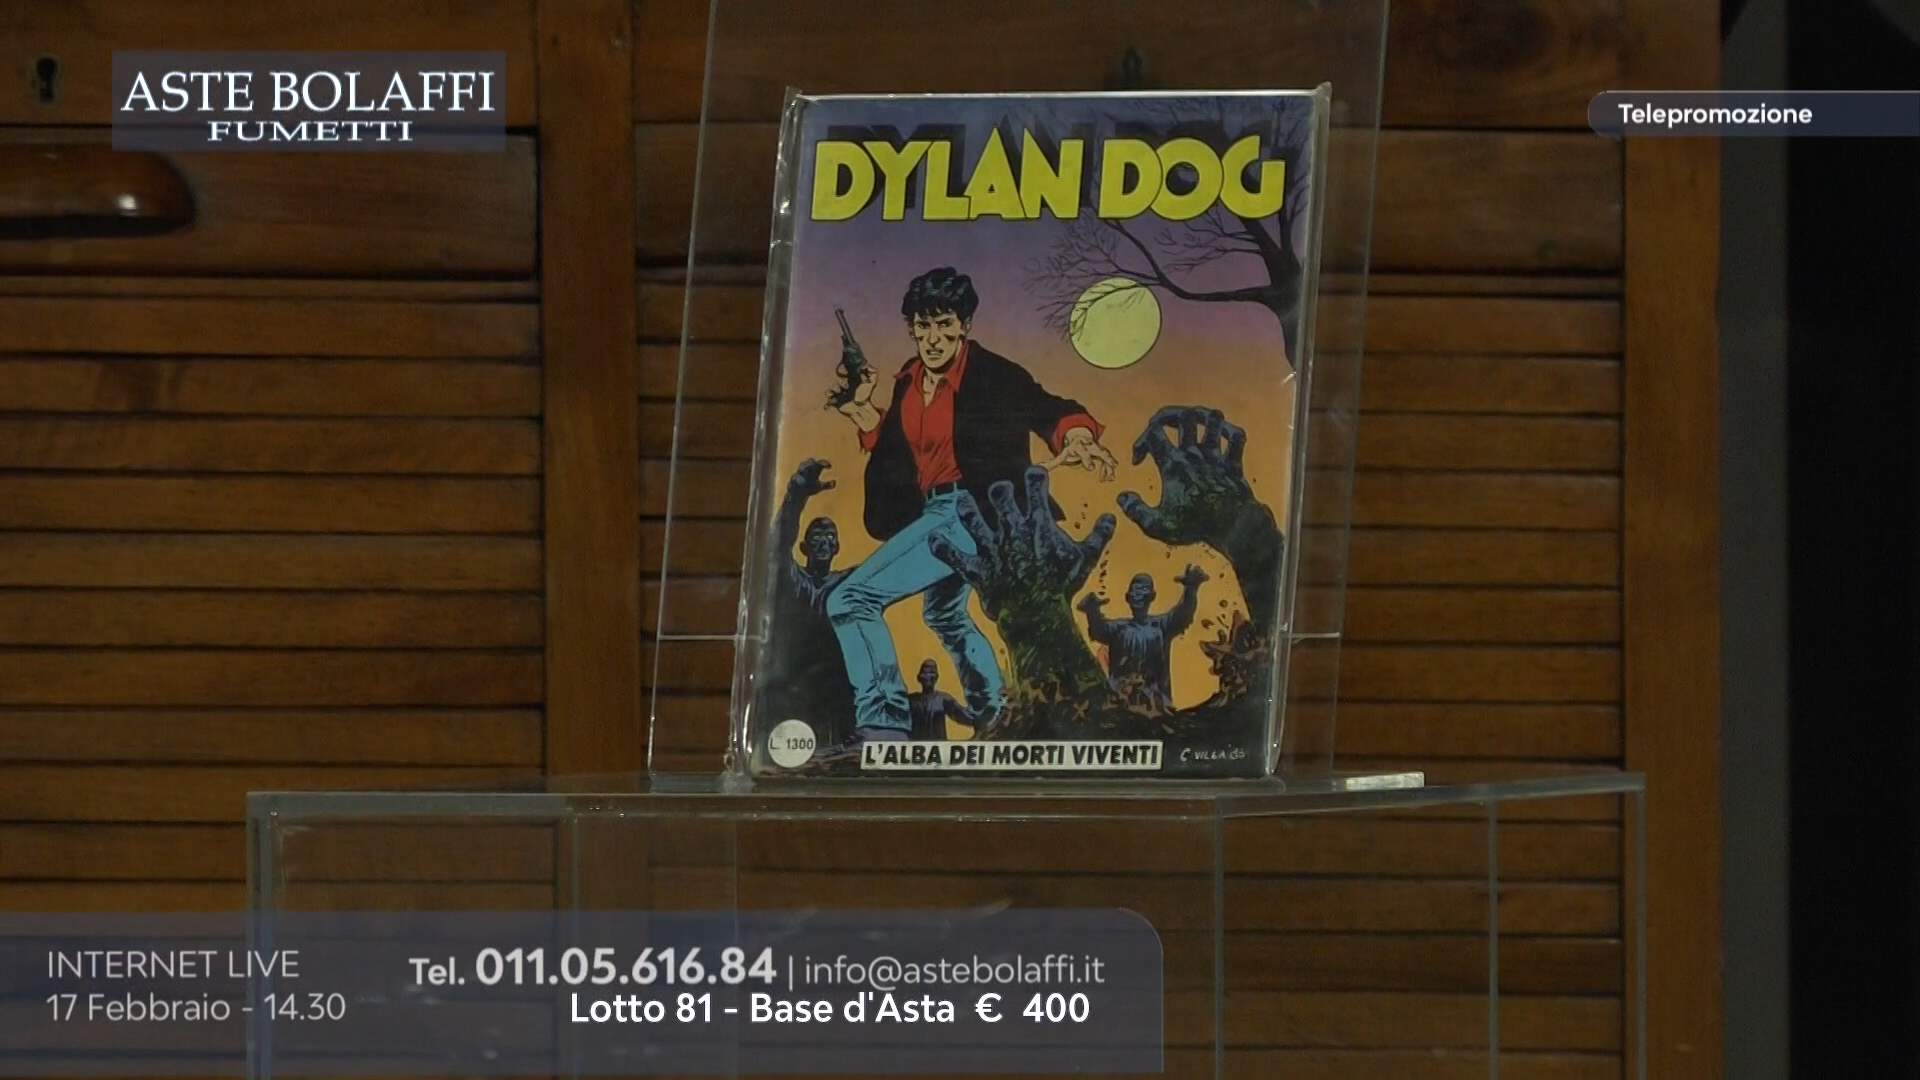 ASTE BOLAFFI
FUMETTI
Telepromozione
DYLAN DOG
L. 1300
L'ALBA DEI MORTI VIVENTI
INTERNET LIVE
17 Febbraio - 14.30
Tel. 011.05.616.84 | info@astebolaffi.it
Lotto 81 - Base d'Asta € 400